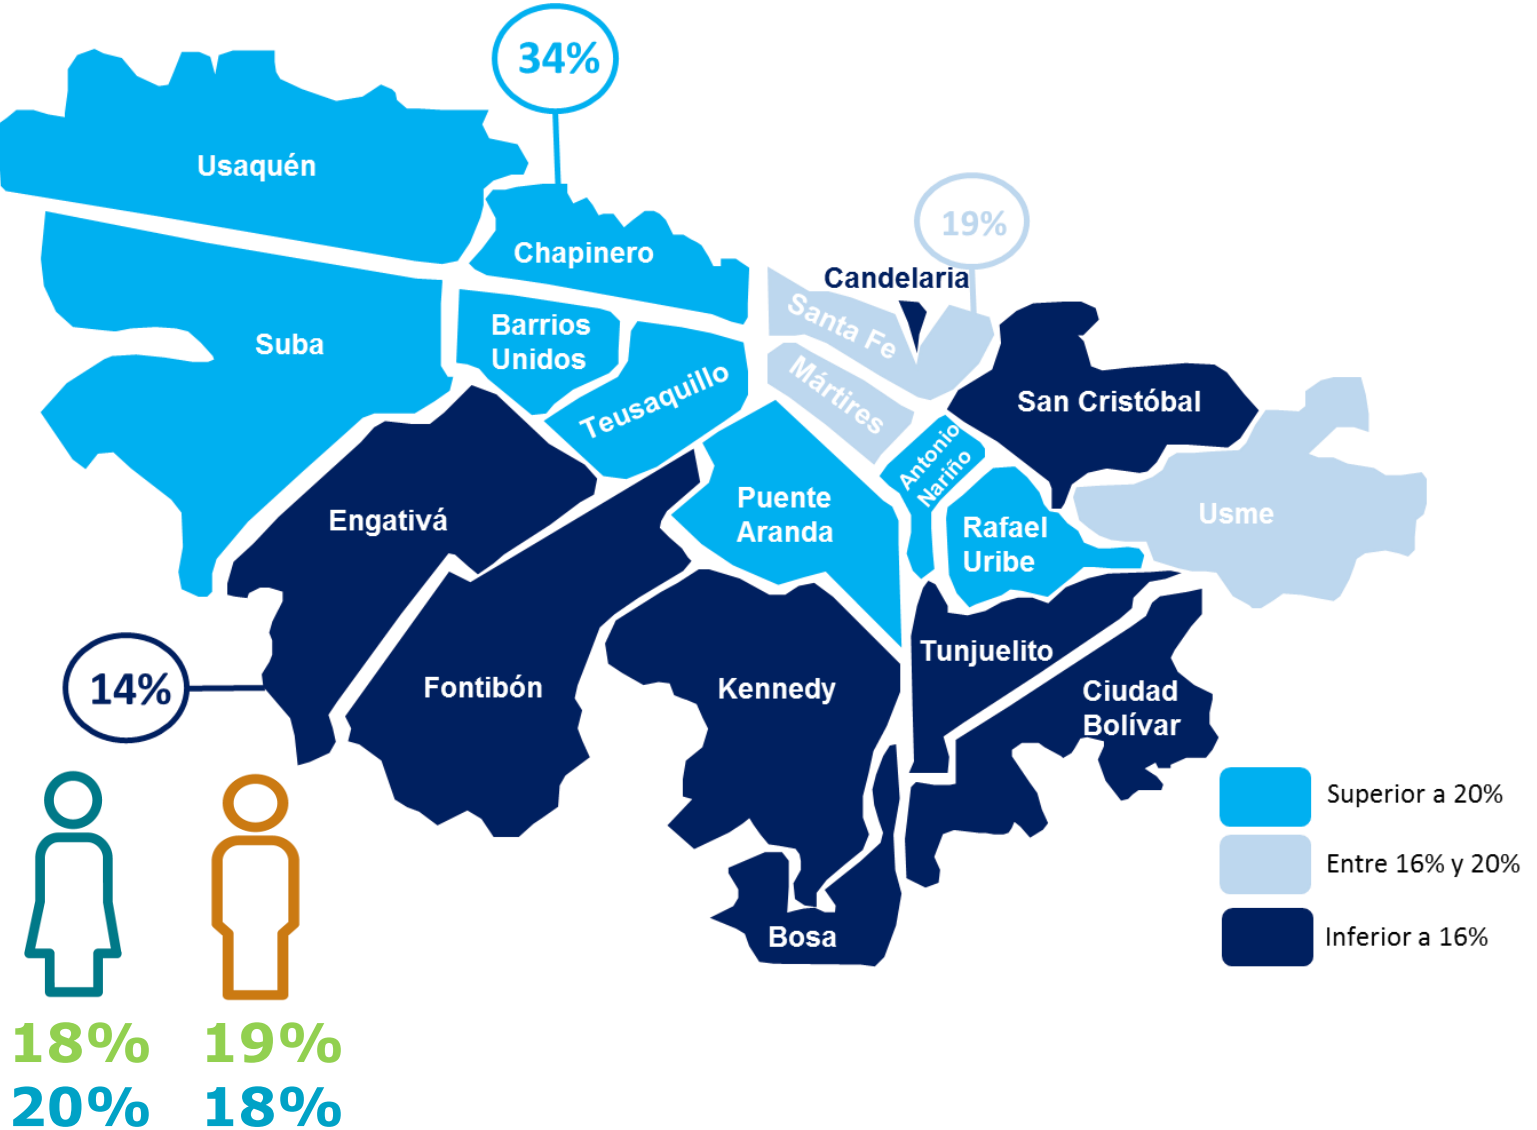 34%
Usaquén
19%
Chapinero
Candelaria
Santa Fe
Barrios
Unidos
Suba
Mártires
Teusaquillo
San Cristóbal
Antonio
Nariño
Puente
Aranda
Engativá
Usme
Rafael
Uribe
Tunjuelito
14%
Fontibón
Kennedy
Ciudad
Bolívar
Superior a 20%
Entre 16% y 20%
Bosa
Inferior a 16%
18% 19%
20% 18%